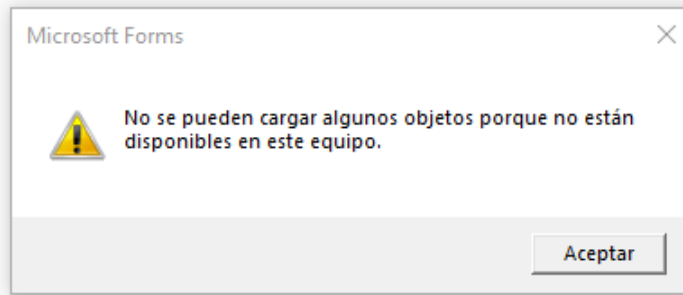 Microsoft Forms
No se pueden cargar algunos objetos porque no están
disponibles en este equipo.
Aceptar